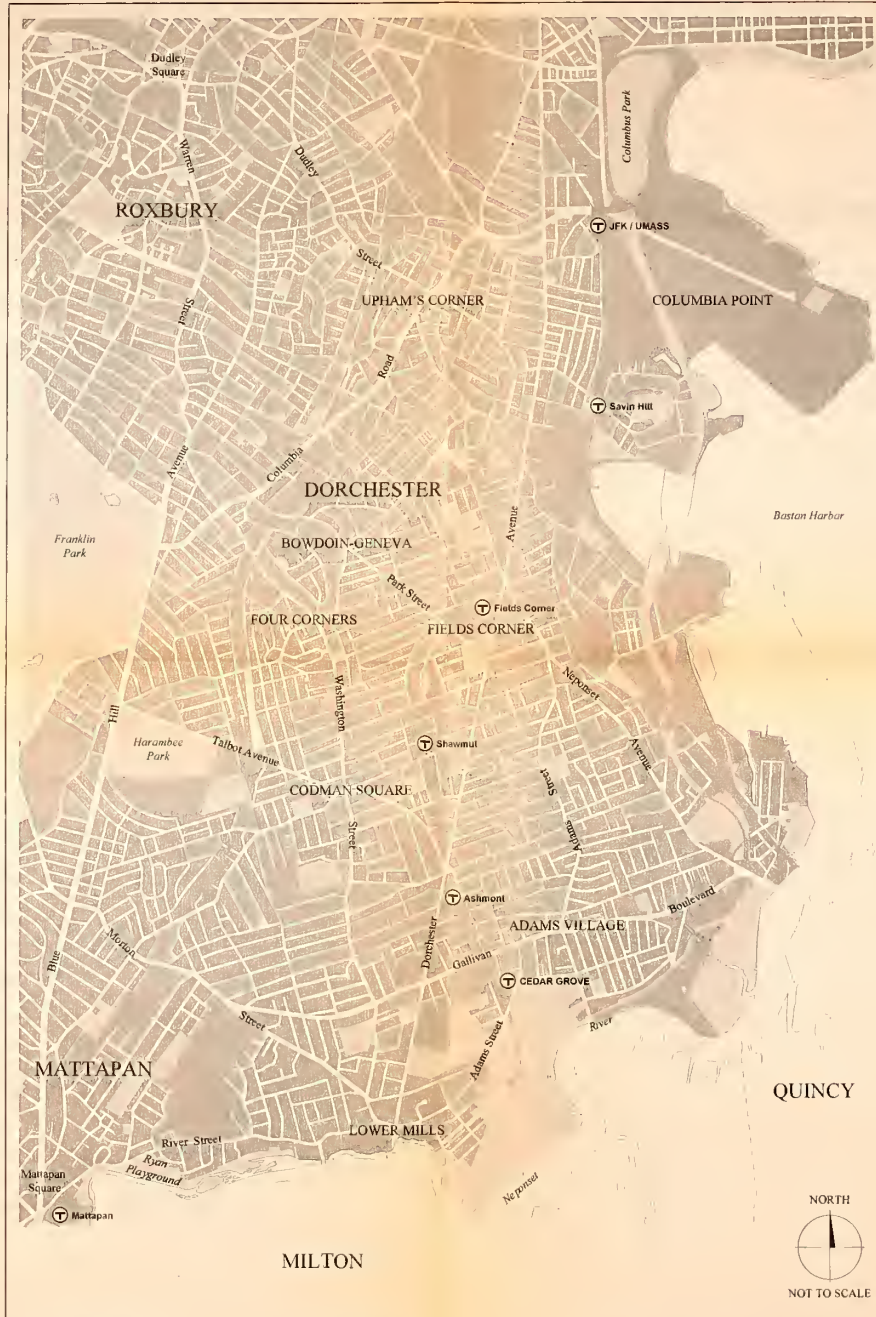 Dudley
Square
Columbus Park
Warren
Dudley
ROXBURY
T JFK / UMASS
Street
UPHAM'S CORNER
COLUMBIA POINT
Street
Road
T Savin Hill
Avenue
Columbia
DORCHESTER
Avenue
Boston Harbor
Franklin
Park
BOWDOIN-GENEVA
Park Street
T Fields Corner
FOUR CORNERS
FIELDS CORNER
Neponset
Washington
Hill
Harambee
Park
Talbot Avenue
T Shawmut
Avenue
CODMAN SQUARE
Street
Street
Adams
T Ashmont
Boulevard
ADAMS VILLAGE
Morton
Dorchester
Gallivan
Blue
T CEDAR GROVE
Street
River
Adams Street
MATTAPAN
QUINCY
LOWER MILLS
River Street
Ryan
Playground
Mattapan
Square
Neponset
T Mattapan
NORTH
MILTON
NOT TO SCALE